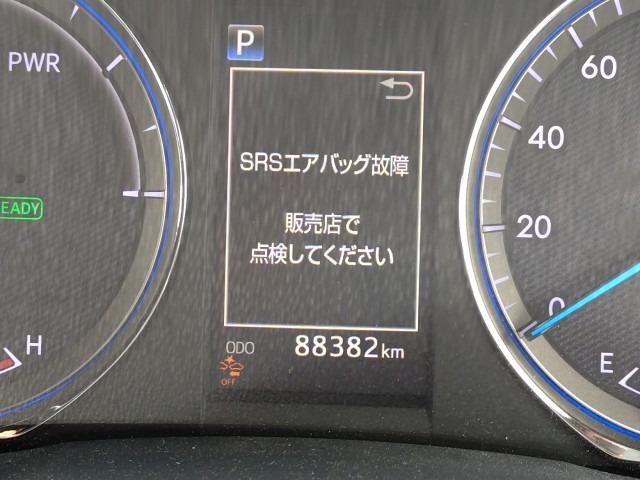 P
PWR
60
SRSエアバッグ故障
40
EADY
販売店で
20
点検してください
0
H
ODO 88382km
E
OFF